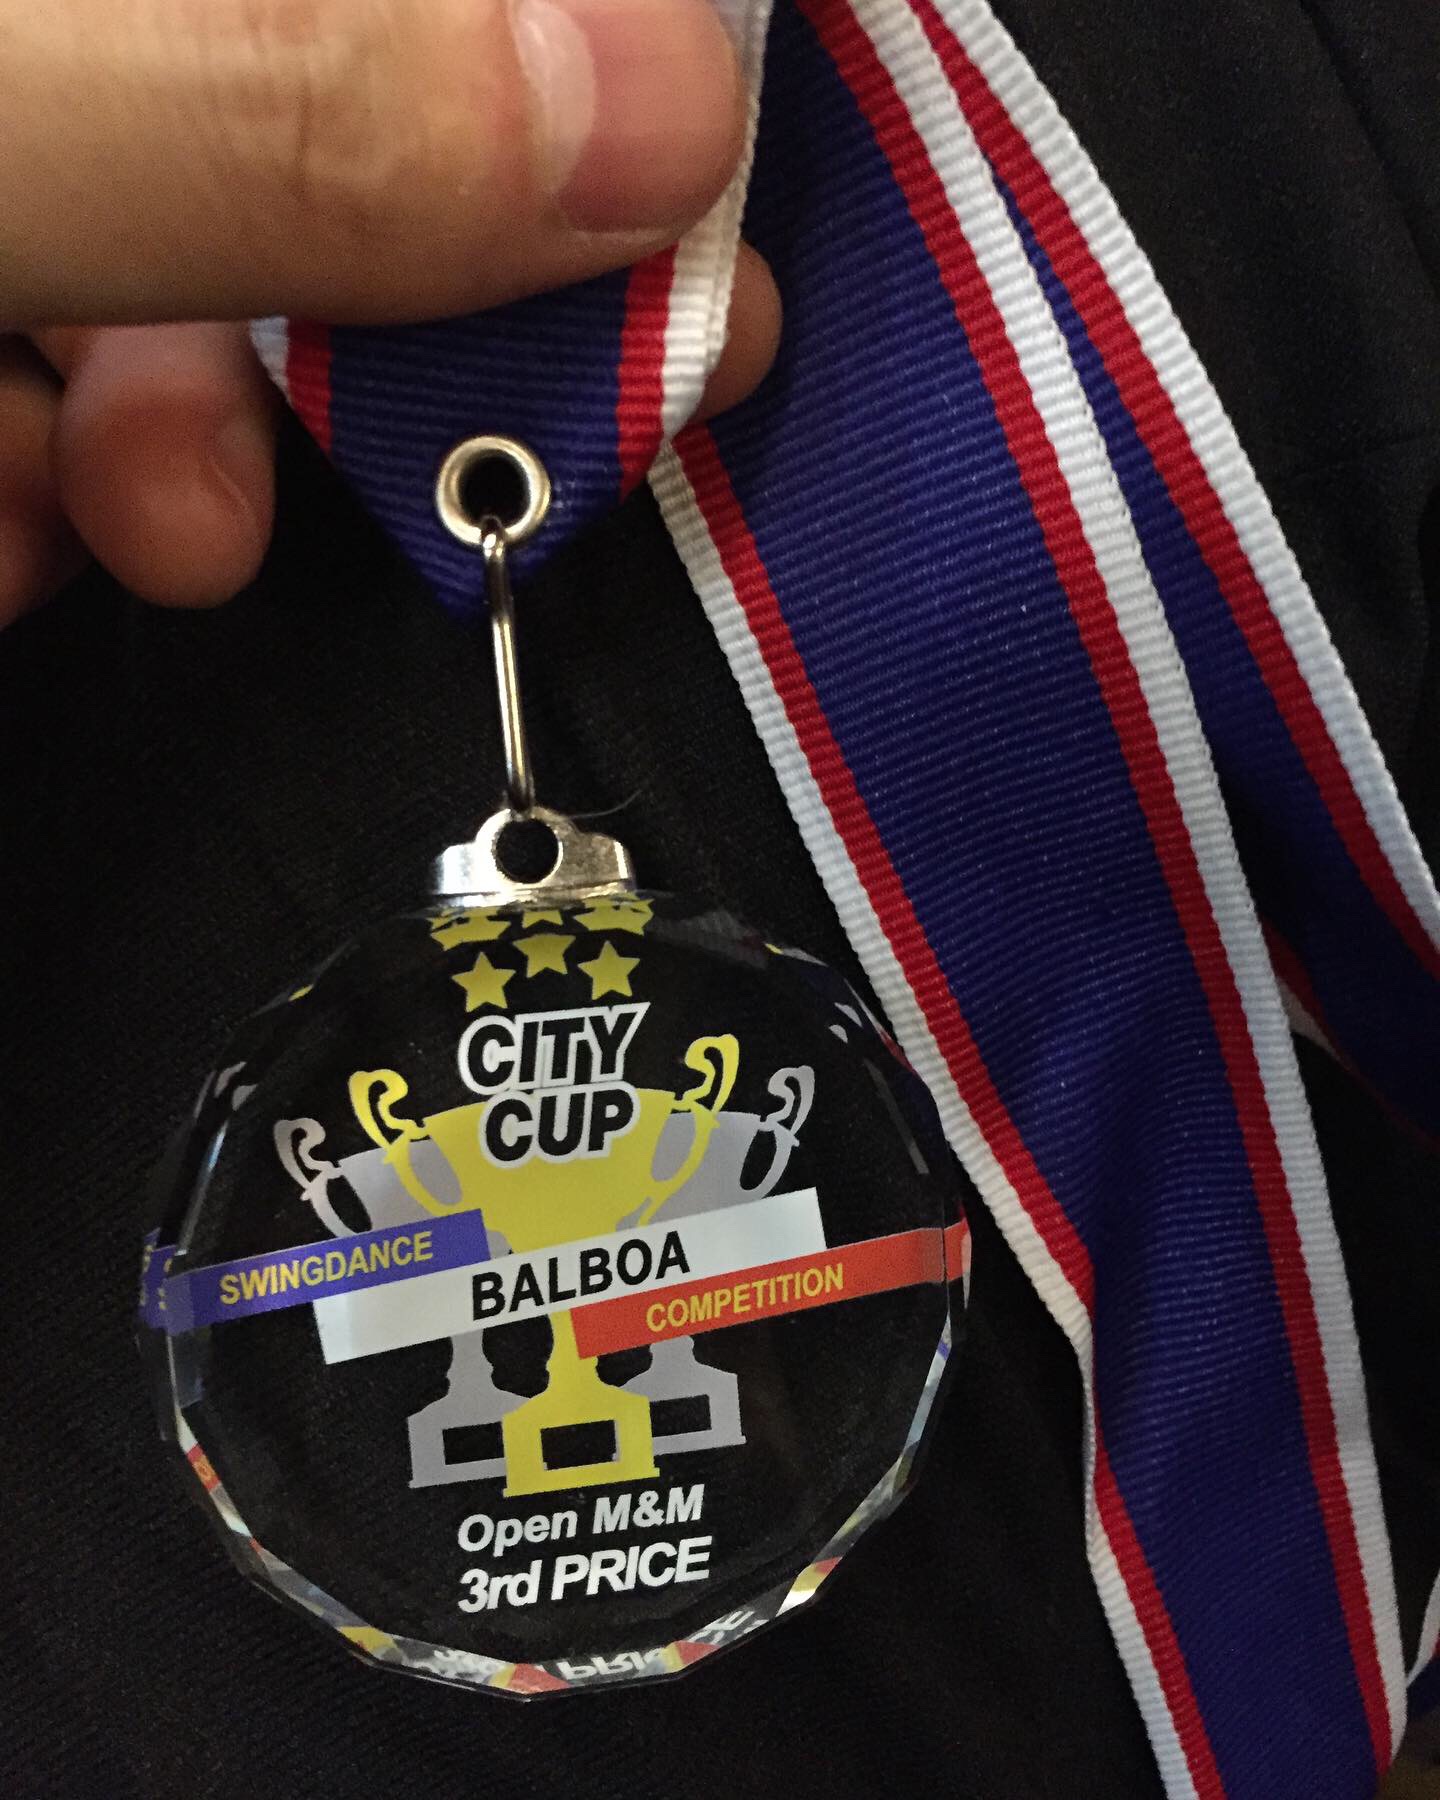 CITY
CUP
SWINGDANCE
BALBOA
COMPETITION
Open M&M
3rd PRICE